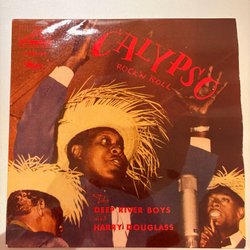 CALYPSO
ROCK'N ROLL
The
DEEP RIVER BOYS
HARRY DOUGLASS